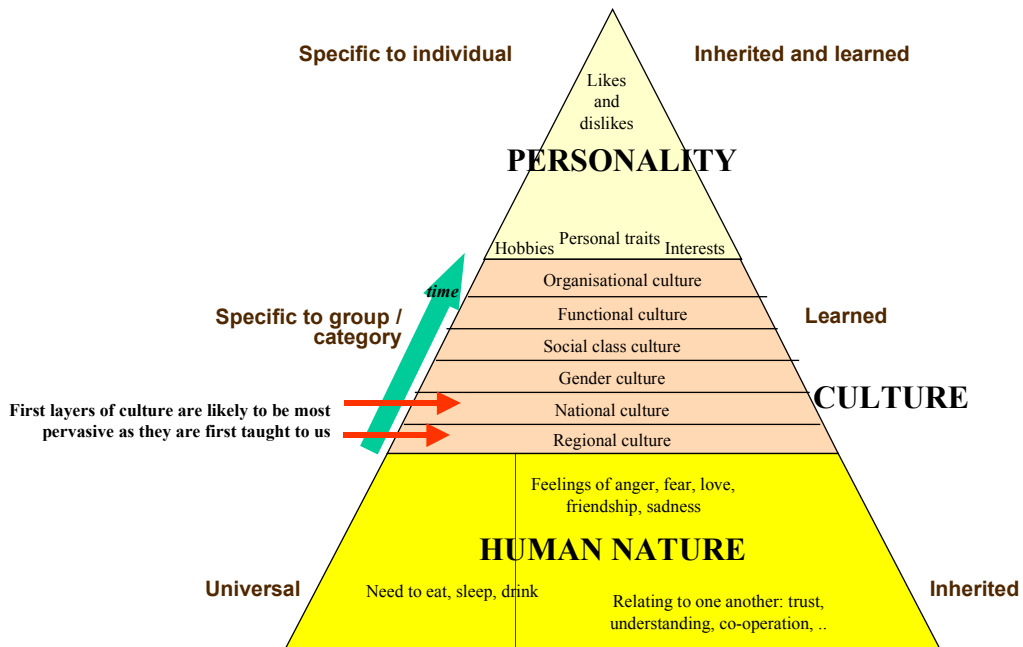 Specific to individual
Inherited and learned
Likes
and
dislikes
PERSONALITY
Personal traits
Hobbies
Interests
Organisational culture
time
Functional culture
Specific to group /
category
Learned
Social class culture
Gender culture
CULTURE
First layers of culture are likely to be most
pervasive as they are first taught to us
National culture
Regional culture
Feelings of anger, fear, love,
friendship, sadness
HUMAN NATURE
Universal
Need to eat, sleep, drink
Relating to one another: trust,
understanding, co-operation, ..
Inherited